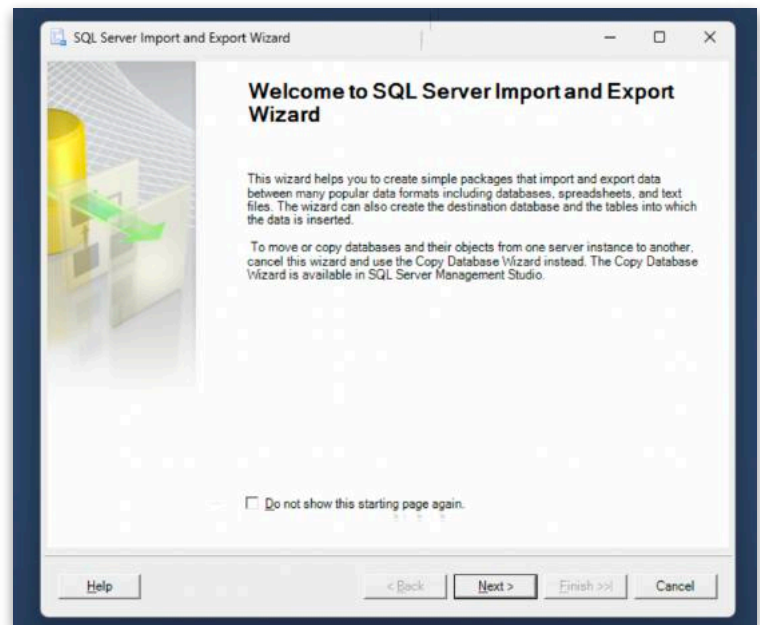 SQL Server Import and Export Wizard
Welcome to SQL Server Import and Export
Wizard
This wizard helps you to create simple packages that import and export data
between many popular data formats including databases, spreadsheets, and text
files. The wizard can also create the destination database and the tables into which
the data is inserted.
To move or copy databases and their objects from one server instance to another,
cancel this wizard and use the Copy Database Wizard instead. The Copy Database
Wizard is available in SQL Server Management Studio.
Do not show this starting page again.
Help < Back Next > Finish >>| Cancel